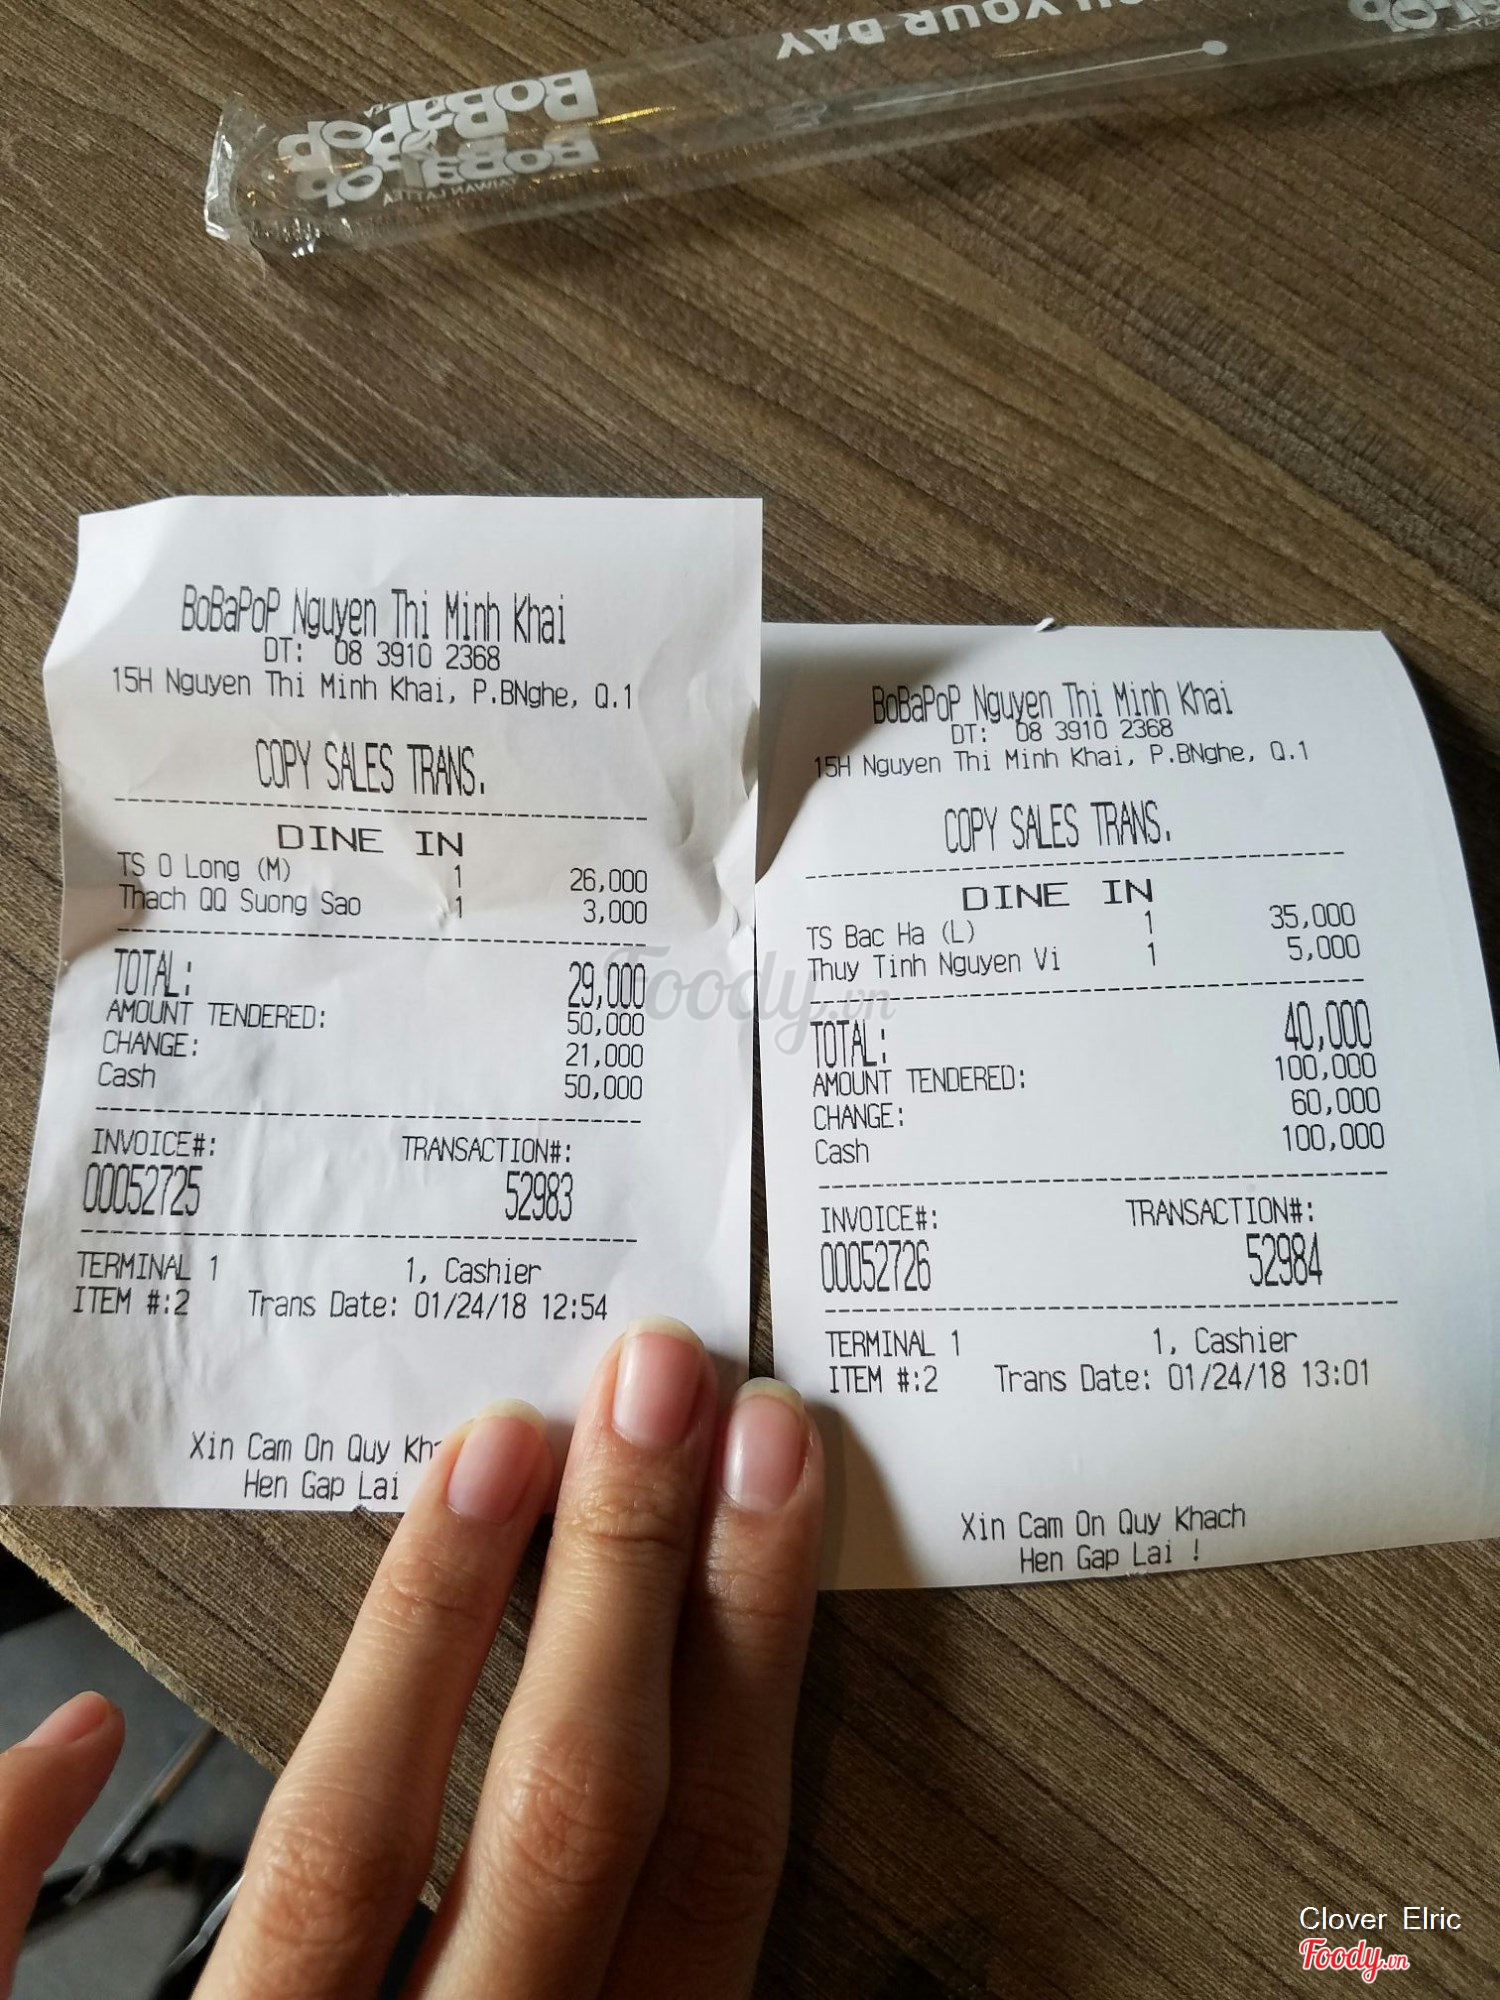 YOUR DAY
BoBaPoP
BoBaPoP
BoBaPoP Nguyen Thi Minh Khai
DT: 08 3910 2368
15H Nguyen Thi Minh Khai, P.BNghe, Q.1
COPY SALES TRANS.
DINE IN
TS O Long (M) 1 26,000
Thach QQ Suong Sao 1 3,000
TOTAL: 29,000
AMOUNT TENDERED: 50,000
CHANGE: 21,000
Cash 50,000
INVOICE#: TRANSACTION#:
00052725 52983
TERMINAL 1 1, Cashier
ITEM #:2 Trans Date: 01/24/18 12:54
Xin Cam On Quy
Hen Gap Lai
BoBaPoP Nguyen Thi Minh Khai
DT: 08 3910 2368
15H Nguyen Thi Minh Khai, P.BNghe, Q.1
COPY SALES TRANS.
DINE IN
TS Bac Ha (L) 1 35,000
Thuy Tinh Nguyen Vi 1 5,000
TOTAL: 40,000
AMOUNT TENDERED: 100,000
CHANGE: 60,000
Cash 100,000
INVOICE#: TRANSACTION#:
00052726 52984
TERMINAL 1 1, Cashier
ITEM #:2 Trans Date: 01/24/18 13:01
Xin Cam On Quy Khach
Hen Gap Lai !
Foody.vn
Clover Elric
Foody.vn